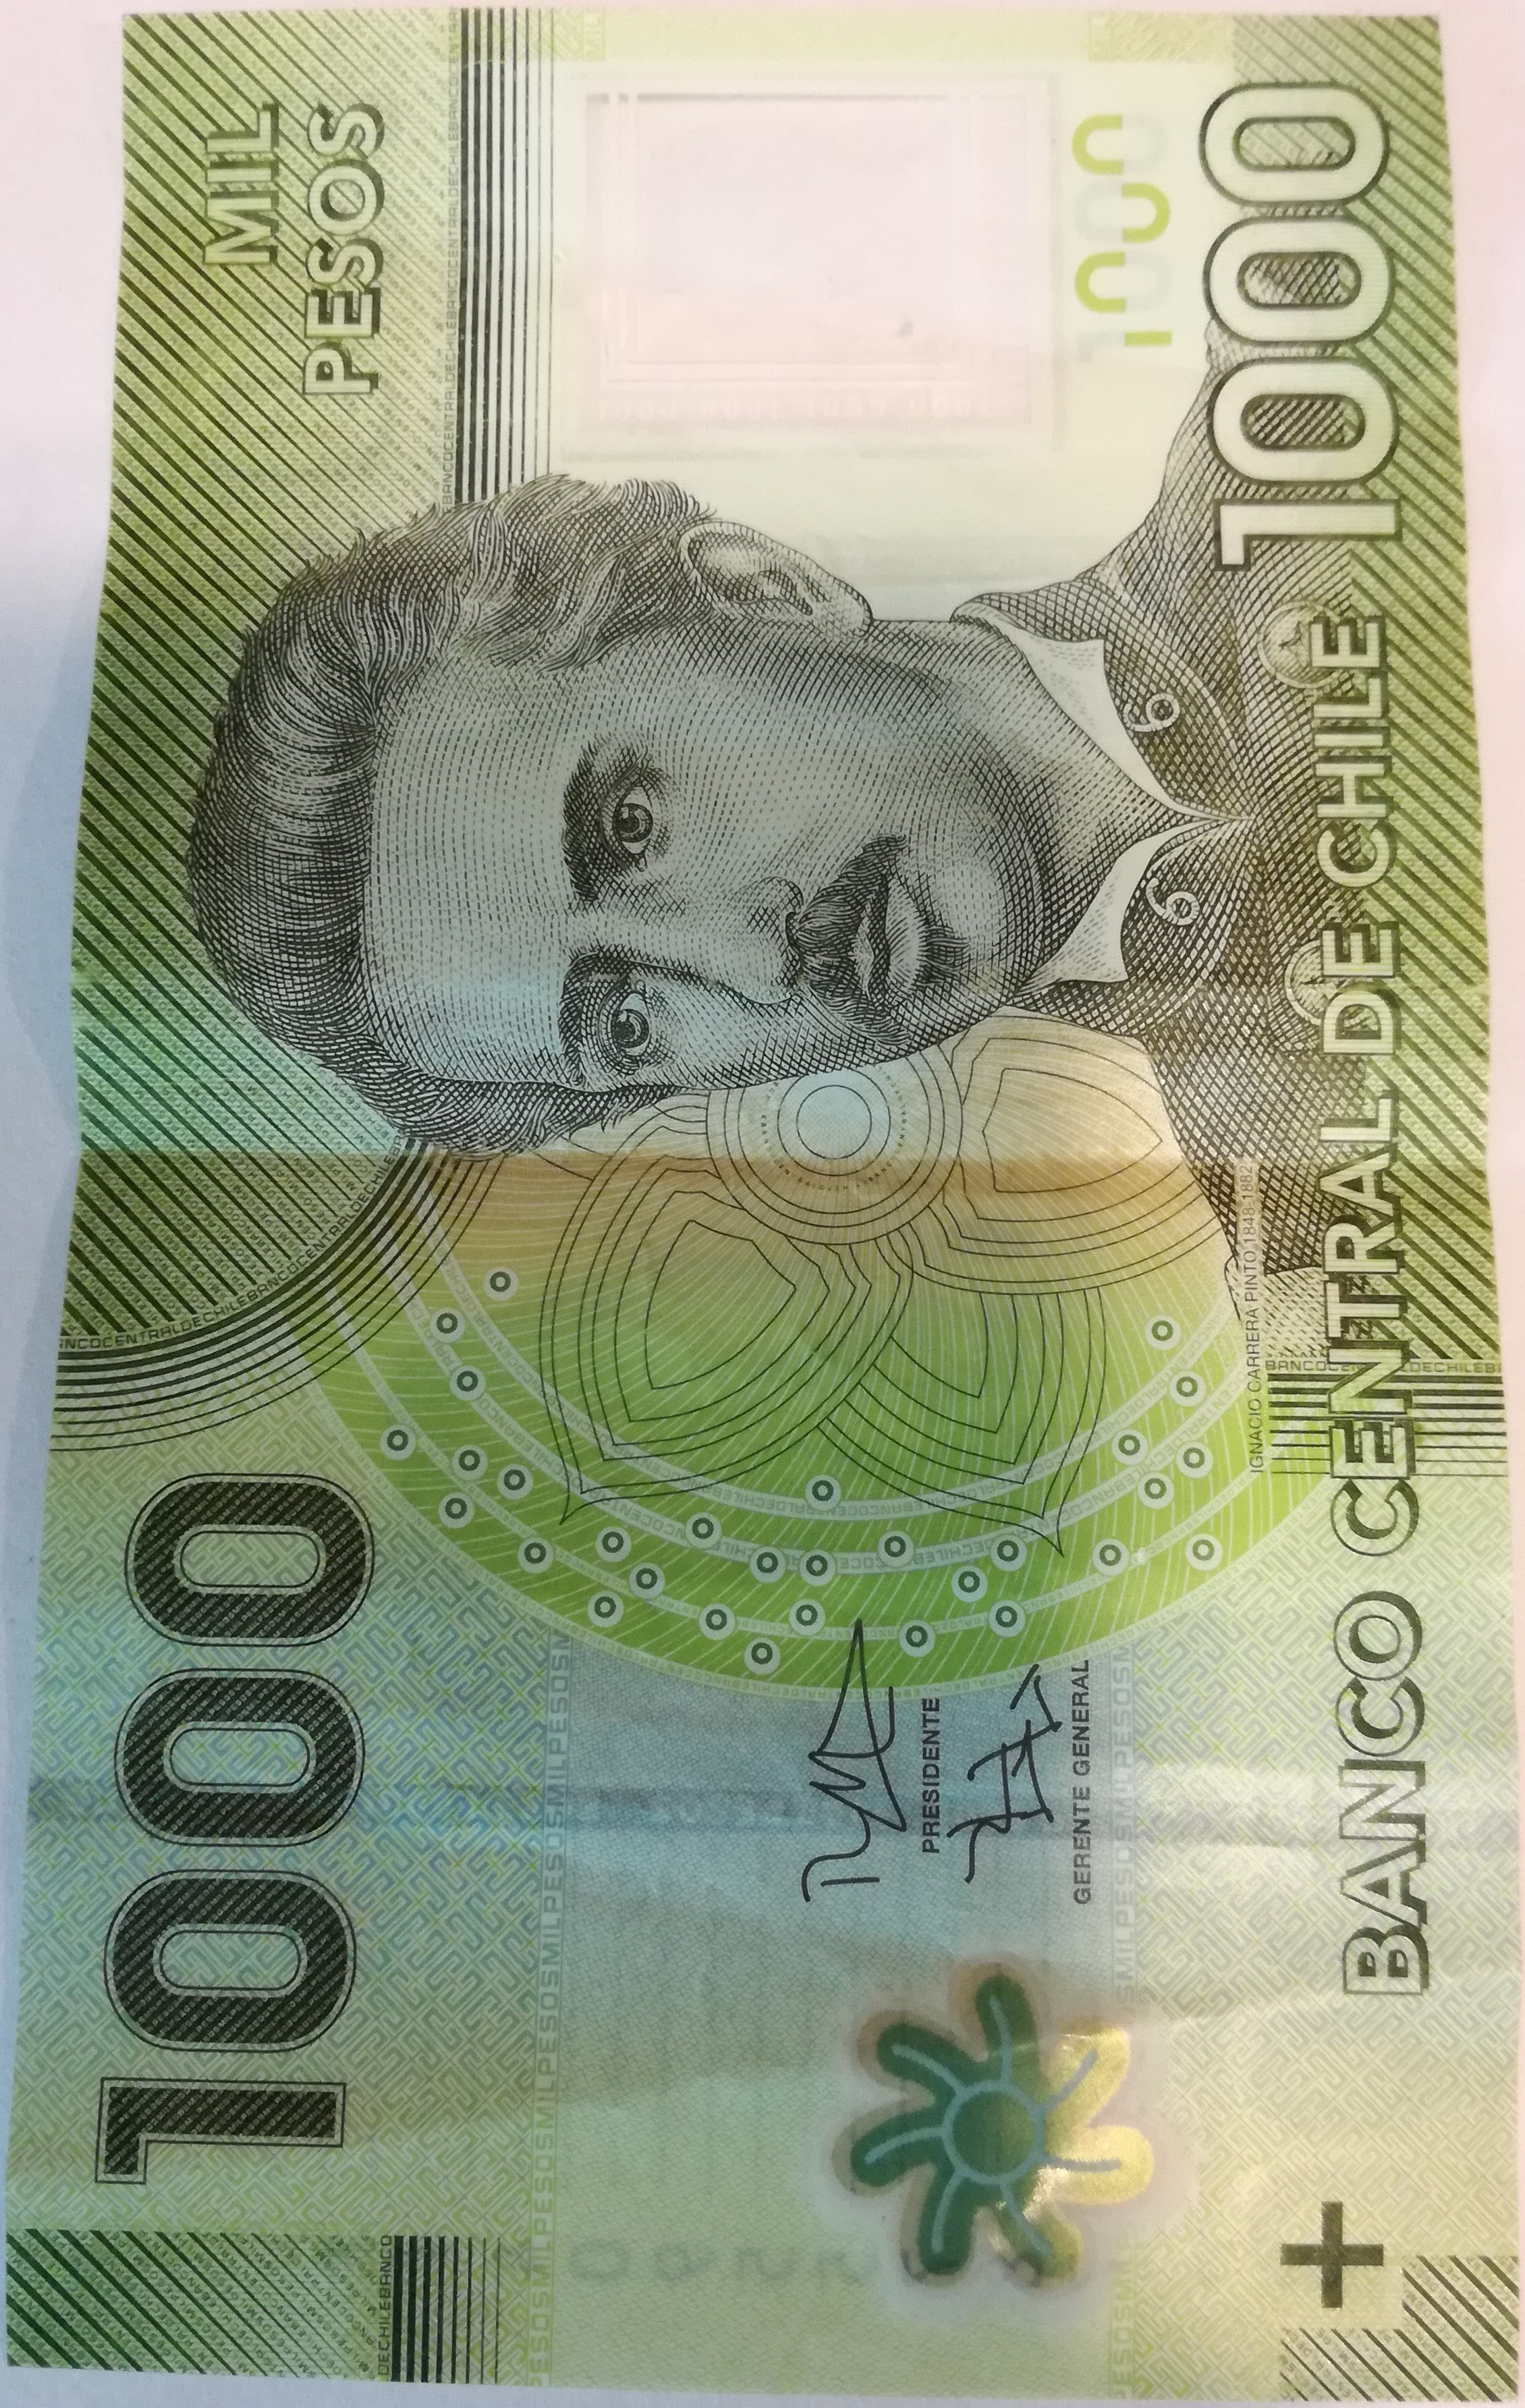 1000
MIL
PESOS
1000
PRESIDENTE
GERENTE GENERAL
IGNACIO CARRERA PINTO 1848-1882
BANCO CENTRAL DE CHILE 1000